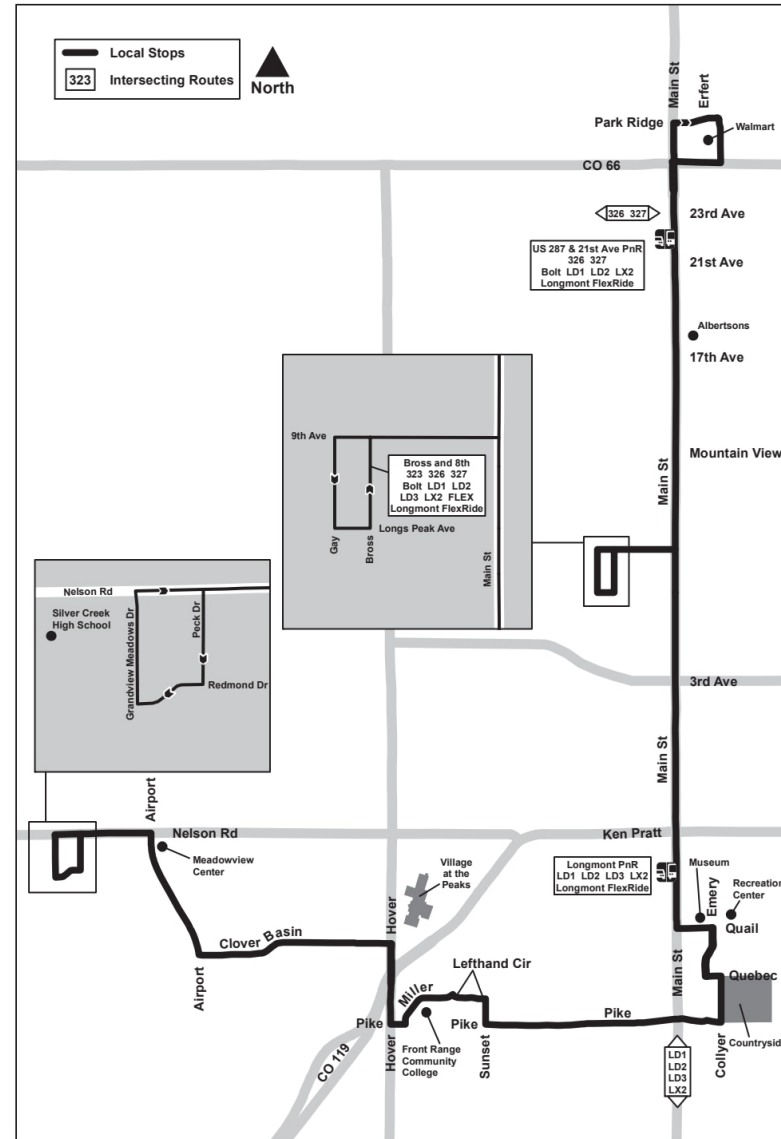 Local Stops
323 Intersecting Routes
North
Main St
Erfert
Park Ridge
Walmart
CO 66
326 327
23rd Ave
US 287 & 21st Ave PnR
326 327
Bolt LD1 LD2 LX2
Longmont FlexRide
21st Ave
Albertsons
17th Ave
Mountain View
Main St
9th Ave
Bross and 8th
323 326 327
Bolt LD1 LD2
LD3 LX2 FLEX
Longmont FlexRide
Longs Peak Ave
Gay
Bross
Main St
Nelson Rd
Silver Creek
High School
Grandview Meadows Dr
Peck Dr
Redmond Dr
3rd Ave
Main St
Airport
Nelson Rd
Ken Pratt
Meadowview
Center
Village
at the
Peaks
Longmont PnR
LD1 LD2 LD3 LX2
Longmont FlexRide
Museum
Emery
Recreation
Center
Quail
Hover
Clover Basin
Airport
Lefthand Cir
Miller
Main St
Quebec
Pike
Pike
Pike
Hover
Front Range
Community
College
Sunset
Collyer
Countrysid
CO 119
LD1
LD2
LD3
LX2